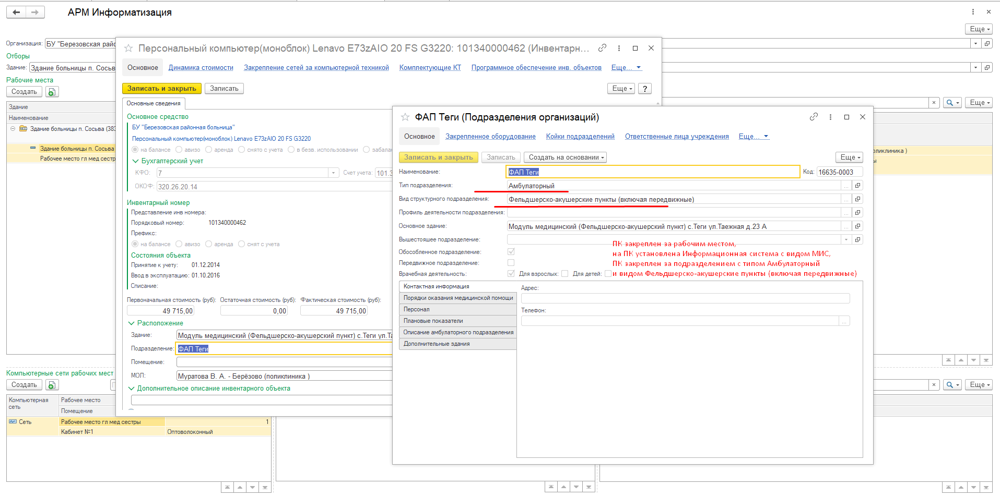 АРМ Информатизация
Еще
Организация: БУ "Березовская райо
Отборы
Здание: Здание больницы п. Сосьв
Рабочие места
Создать
Еще
Здание
Наименование
Здание больницы п. Сосьва (383
Здание больницы п. Сосьва
Рабочее место гл мед сестр
оликлиника )
Компьютерные сети рабочих мест
Создать
Еще
Компьютерная сеть
Рабочее место
Помещение
Сеть
Рабочее место гл мед сестры 1
Кабинет №1 Оптоволоконный
Персональный компьютер(моноблок) Lenavo E73zAIO 20 FS G3220: 101340000462 (Инвентарн...
Основное Динамика стоимости Закрепление сетей за компьютерной техникой Комплектующие КТ Программное обеспечение инв. объектов Еще...
Записать и закрыть Записать Еще ?
Основные сведения
Основное средство
БУ "Березовская районная больница"
Персональный компьютер(моноблок) Lenavo E73zAIO 20 FS G3220
на балансе авизо аренда снято с учета в безв. использовании забалан
Бухгалтерский учет
КФО: 7 Счет учета: 101.3
ОКОФ: 320.26.20.14
Инвентарный номер
Представление инв номера:
Порядковый номер: 101340000462
Префикс:
на балансе авизо аренда снят с учета
Состояния объекта
Принятие к учету: 01.12.2014
Ввод в эксплуатацию: 01.10.2016
Списание:
Первоначальная стоимость (руб): Остаточная стоимость (руб): Фактическая стоимость (руб):
49 715,00 0,00 49 715,00
Расположение
Здание: Модуль медицинский (Фельдшерско-акушерский пункт) с.Теги ул.Та
Подразделение: ФАП Теги
Помещение:
МОЛ: Муратова В. А. - Берёзово (поликлиника )
Дополнительное описание инвентарного объекта
ФАП Теги (Подразделения организаций)
Основное Закрепленное оборудование Койки подразделений Ответственные лица учреждения Еще...
Записать и закрыть Записать Создать на основании Еще
Наименование: ФАП Теги Код: 16635-0003
Тип подразделения: Амбулаторный
Вид структурного подразделения: Фельдшерско-акушерские пункты (включая передвижные)
Профиль деятельности подразделения:
Основное здание: Модуль медицинский (Фельдшерско-акушерский пункт) с.Теги ул.Таежная д.23 А
Вышестояшее подразделение:
ПК закреплен за рабочим местом,
Обособленное подразделение:
на ПК установлена Информационная система с видом МИС,
Передвижное подразделение:
ПК закреплен за подразделением с типом Амбулаторный
Врачебная деятельность: Для взрослых: Для детей:
и видом Фельдшерско-акушерские пункты (включая передвижные)
Контактная информация
Порядки оказания медицинской помощи
Персонал
Плановые показатели
Описание амбулаторного подразделения
Дополнительные здания
Адрес:
Телефон: